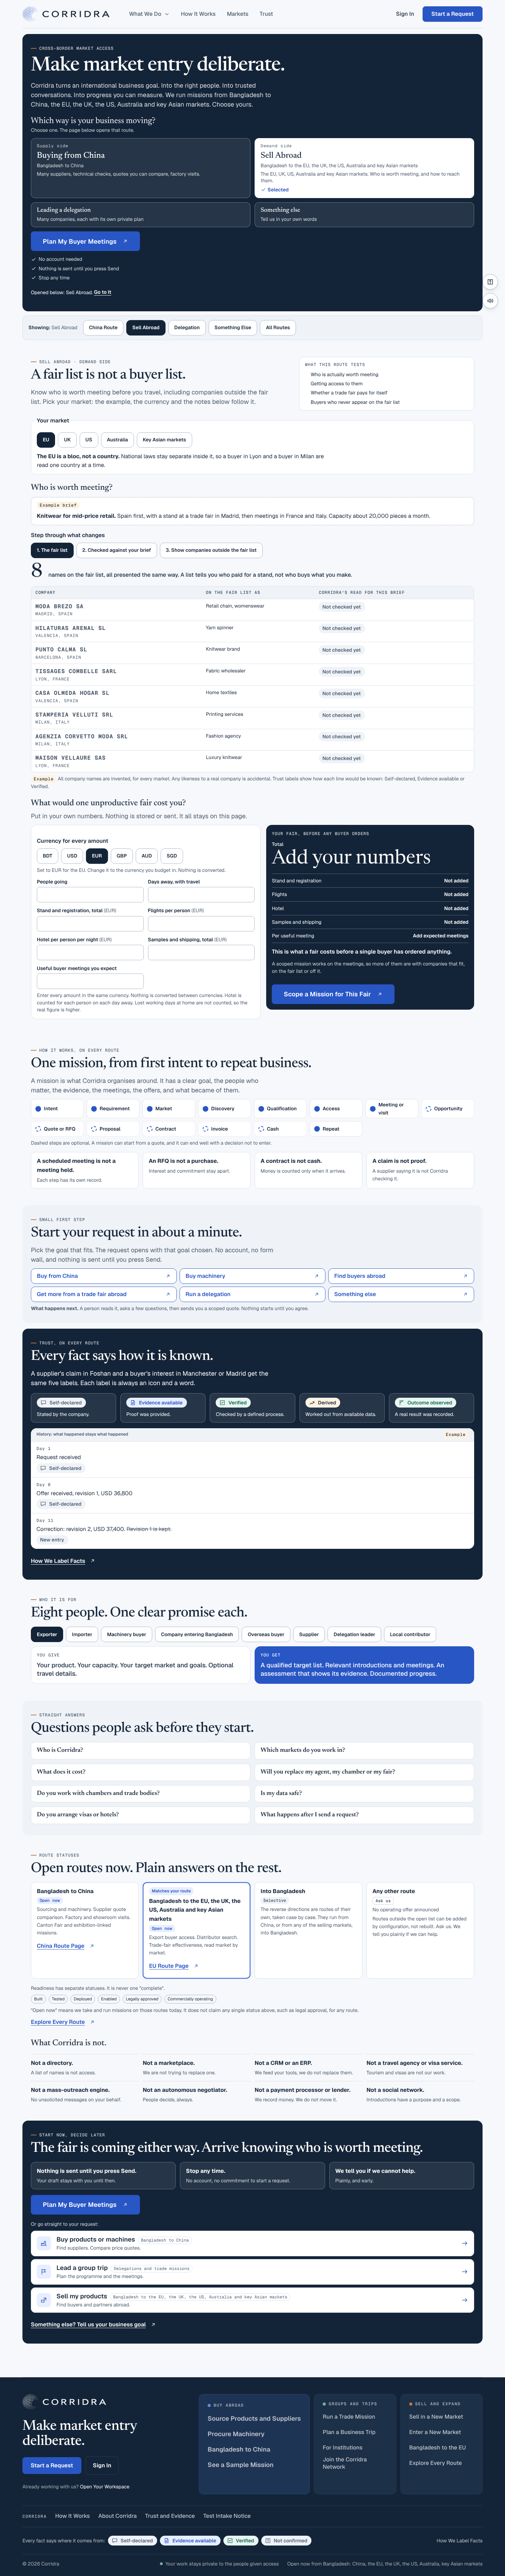 CORRIDRA
What We Do
How It Works
Markets
Trust
Sign In
Start a Request
CROSS-BORDER MARKET ACCESS
Make market entry deliberate.
Corridra turns an international business goal. Into the right people. Into trusted
conversations. Into progress you can measure. We run missions from Bangladesh to
China, the EU, the UK, the US, Australia and key Asian markets. Choose yours.
Which way is your business moving?
Choose one. The page below opens that route.
Supply side
Buying from China
Bangladesh to China
Many suppliers, technical checks, quotes you can compare, factory visits.
Demand side
Sell Abroad
Bangladesh to the EU, the UK, the US, Australia and key Asian markets
The EU, UK, US, Australia and key Asian markets. Who is worth meeting, and how to reach
them.
Selected
Leading a delegation
Many companies, each with its own private plan
Something else
Tell us in your own words
Plan My Buyer Meetings
No account needed
Nothing is sent until you press Send
Stop any time
Opened below: Sell Abroad. Go to It
Showing: Sell Abroad
China Route
Sell Abroad
Delegation
Something Else
All Routes
SELL ABROAD · DEMAND SIDE
A fair list is not a buyer list.
Know who is worth meeting before you travel, including companies outside the fair
list. Pick your market: the example, the currency and the notes below follow it.
WHAT THIS ROUTE TESTS
Who is actually worth meeting
Getting access to them
Whether a trade fair pays for itself
Buyers who never appear on the fair list
Your market
EU
UK
US
Australia
Key Asian markets
The EU is a bloc, not a country. National laws stay separate inside it, so a buyer in Lyon and a buyer in Milan are
read one country at a time.
Who is worth meeting?
Example brief
Knitwear for mid-price retail. Spain first, with a stand at a trade fair in Madrid, then meetings in France and Italy. Capacity about 20,000 pieces a month.
Step through what changes
1. The fair list
2. Checked against your brief
3. Show companies outside the fair list
8 names on the fair list, all presented the same way. A list tells you who paid for a stand, not who buys what you make.
COMPANY
ON THE FAIR LIST AS
CORRIDRA'S READ FOR THIS BRIEF
MODA BREZO SA
MADRID, SPAIN
Retail chain, womenswear
Not checked yet
HILATURAS ARENAL SL
VALENCIA, SPAIN
Yarn spinner
Not checked yet
PUNTO CALMA SL
BARCELONA, SPAIN
Knitwear brand
Not checked yet
TISSAGES COMBELLE SARL
LYON, FRANCE
Fabric wholesaler
Not checked yet
CASA OLMEDA HOGAR SL
VALENCIA, SPAIN
Home textiles
Not checked yet
STAMPERIA VELLUTI SRL
MILAN, ITALY
Printing services
Not checked yet
AGENZIA CORVETTO MODA SRL
MILAN, ITALY
Fashion agency
Not checked yet
MAISON VELLAURE SAS
LYON, FRANCE
Luxury knitwear
Not checked yet
Example All company names are invented, for every market. Any likeness to a real company is accidental. Trust labels show how each line would be known: Self-declared, Evidence available or
Verified.
What would one unproductive fair cost you?
Put in your own numbers. Nothing is stored or sent. It all stays on this page.
Currency for every amount
BDT
USD
EUR
GBP
AUD
SGD
Set to EUR for the EU. Change it to the currency you budget in. Nothing is converted.
People going
Days away, with travel
Stand and registration, total (EUR)
Flights per person (EUR)
Hotel per person per night (EUR)
Samples and shipping, total (EUR)
Useful buyer meetings you expect
Enter every amount in the same currency. Nothing is converted between currencies. Hotel is
counted for each person on each day away. Lost working days at home are not counted, so the
real figure is higher.
YOUR FAIR, BEFORE ANY BUYER ORDERS
Total
Add your numbers
Stand and registration
Not added
Flights
Not added
Hotel
Not added
Samples and shipping
Not added
Per useful meeting
Add expected meetings
This is what a fair costs before a single buyer has ordered anything.
A scoped mission works on the meetings, so more of them are with companies that fit,
on the fair list or off it.
Scope a Mission for This Fair
HOW IT WORKS, ON EVERY ROUTE
One mission, from first intent to repeat business.
A mission is what Corridra organises around. It has a clear goal, the people who
matter, the evidence, the meetings, the offers, and what became of them.
Intent
Requirement
Market
Discovery
Qualification
Access
Meeting or
visit
Opportunity
Quote or RFQ
Proposal
Contract
Invoice
Cash
Repeat
Dashed steps are optional. A mission can start from a quote, and it can end well with a decision not to enter.
A scheduled meeting is not a
meeting held.
Each step has its own record.
An RFQ is not a purchase.
Interest and commitment stay apart.
A contract is not cash.
Money is counted only when it arrives.
A claim is not proof.
A supplier saying it is not Corridra
checking it.
SMALL FIRST STEP
Start your request in about a minute.
Pick the goal that fits. The request opens with that goal chosen. No account, no form
wall, and nothing is sent until you press Send.
Buy from China
Buy machinery
Find buyers abroad
Get more from a trade fair abroad
Run a delegation
Something else
What happens next. A person reads it, asks a few questions, then sends you a scoped quote. Nothing starts until you agree.
TRUST, ON EVERY ROUTE
Every fact says how it is known.
A supplier's claim in Foshan and a buyer's interest in Manchester or Madrid get the
same five labels. Each label is always an icon and a word.
Self-declared
Stated by the company.
Evidence available
Proof was provided.
Verified
Checked by a defined process.
Derived
Worked out from available data.
Outcome observed
A real result was recorded.
History: what happened stays what happened
Example
Day 1
Request received
Self-declared
Day 8
Offer received, revision 1, USD 36,800
Self-declared
Day 11
Correction: revision 2, USD 37,400. Revision 1 is kept.
New entry
How We Label Facts
WHO IT IS FOR
Eight people. One clear promise each.
Exporter
Importer
Machinery buyer
Company entering Bangladesh
Overseas buyer
Supplier
Delegation leader
Local contributor
YOU GIVE
Your product. Your capacity. Your target market and goals. Optional
travel details.
YOU GET
A qualified target list. Relevant introductions and meetings. An
assessment that shows its evidence. Documented progress.
STRAIGHT ANSWERS
Questions people ask before they start.
Who is Corridra?
Which markets do you work in?
What does it cost?
Will you replace my agent, my chamber or my fair?
Do you work with chambers and trade bodies?
Is my data safe?
Do you arrange visas or hotels?
What happens after I send a request?
ROUTE STATUSES
Open routes now. Plain answers on the rest.
Bangladesh to China
Open now
Sourcing and machinery. Supplier quote
comparison. Factory and showroom visits.
Canton Fair and exhibition-linked
missions.
China Route Page
Matches your route
Bangladesh to the EU, the UK, the
US, Australia and key Asian
markets
Open now
Export buyer access. Distributor search.
Trade-fair effectiveness, read market by
market.
EU Route Page
Into Bangladesh
Selective
The reverse directions are routes of their
own, taken case by case. They run from
China, or from any of the selling markets,
into Bangladesh.
Any other route
Ask us
No operating offer announced
Routes outside the open list can be added
by configuration, not rebuilt. Ask us. We
tell you plainly if we can help.
Readiness has separate statuses. It is never one "complete".
Built
Tested
Deployed
Enabled
Legally approved
Commercially operating
"Open now" means we take and run missions on those routes today. It does not claim any single status above, such as legal approval, for any route.
Explore Every Route
What Corridra is not.
Not a directory.
A list of names is not access.
Not a marketplace.
We are not trying to replace one.
Not a CRM or an ERP.
We feed your tools, we do not replace them.
Not a travel agency or visa service.
Tourism and visas are not our work.
Not a mass-outreach engine.
No unsolicited messages on your behalf.
Not an autonomous negotiator.
People decide, always.
Not a payment processor or lender.
We record money. We do not move it.
Not a social network.
Introductions have a purpose and a scope.
START NOW, DECIDE LATER
The fair is coming either way. Arrive knowing who is worth meeting.
Nothing is sent until you press Send.
Your draft stays with you until then.
Stop any time.
No account, no commitment to start a request.
We tell you if we cannot help.
Plainly, and early.
Plan My Buyer Meetings
Or go straight to your request:
Buy products or machines Bangladesh to China
Find suppliers. Compare price quotes.
Lead a group trip Delegations and trade missions
Plan the programme and the meetings.
Sell my products Bangladesh to the EU, the UK, the US, Australia and key Asian markets
Find buyers and partners abroad.
Something else? Tell us your business goal
CORRIDRA
Make market entry
deliberate.
Start a Request
Sign In
Already working with us? Open Your Workspace
BUY ABROAD
Source Products and Suppliers
Procure Machinery
Bangladesh to China
See a Sample Mission
GROUPS AND TRIPS
Run a Trade Mission
Plan a Business Trip
For Institutions
Join the Corridra
Network
SELL AND EXPAND
Sell in a New Market
Enter a New Market
Bangladesh to the EU
Explore Every Route
CORRIDRA
How It Works
About Corridra
Trust and Evidence
Test Intake Notice
Every fact says where it comes from:
Self-declared
Evidence available
Verified
Not confirmed
How We Label Facts
© 2026 Corridra
Your work stays private to the people given access
Open now from Bangladesh: China, the EU, the UK, the US, Australia, key Asian markets